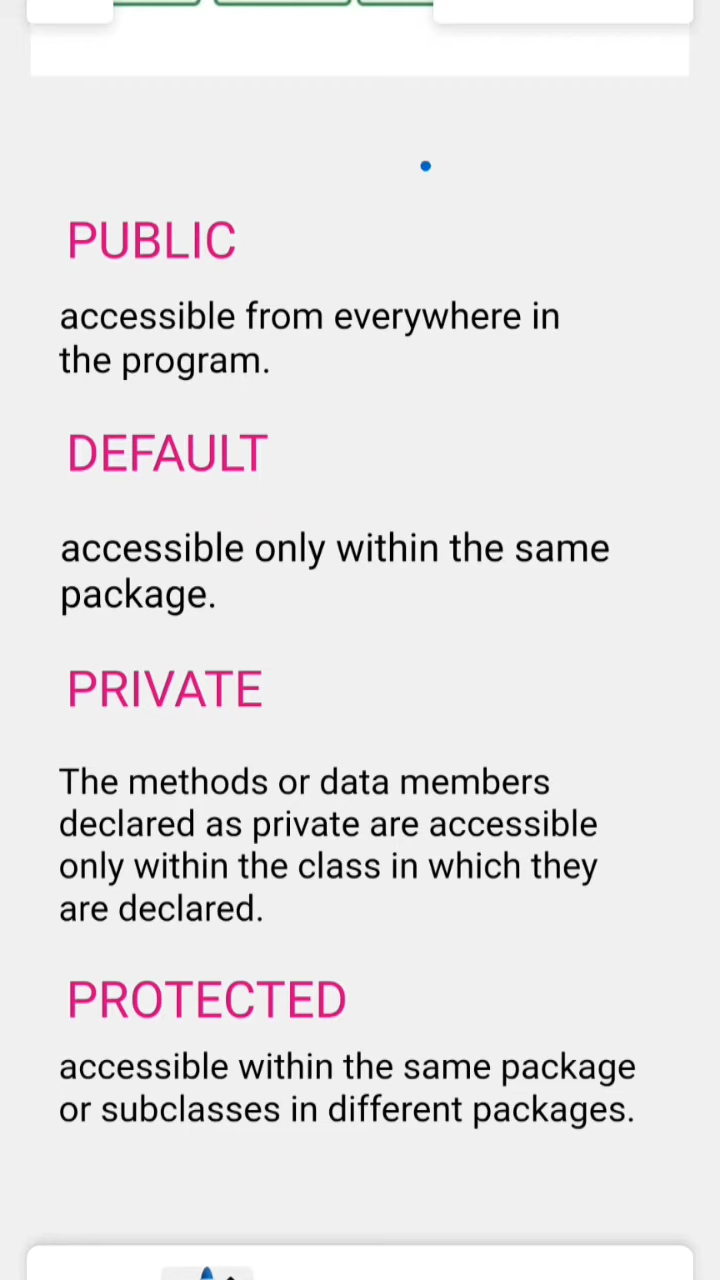 PUBLIC
accessible from everywhere in
the program.
DEFAULT
accessible only within the same
package.
PRIVATE
The methods or data members
declared as private are accessible
only within the class in which they
are declared.
PROTECTED
accessible within the same package
or subclasses in different packages.